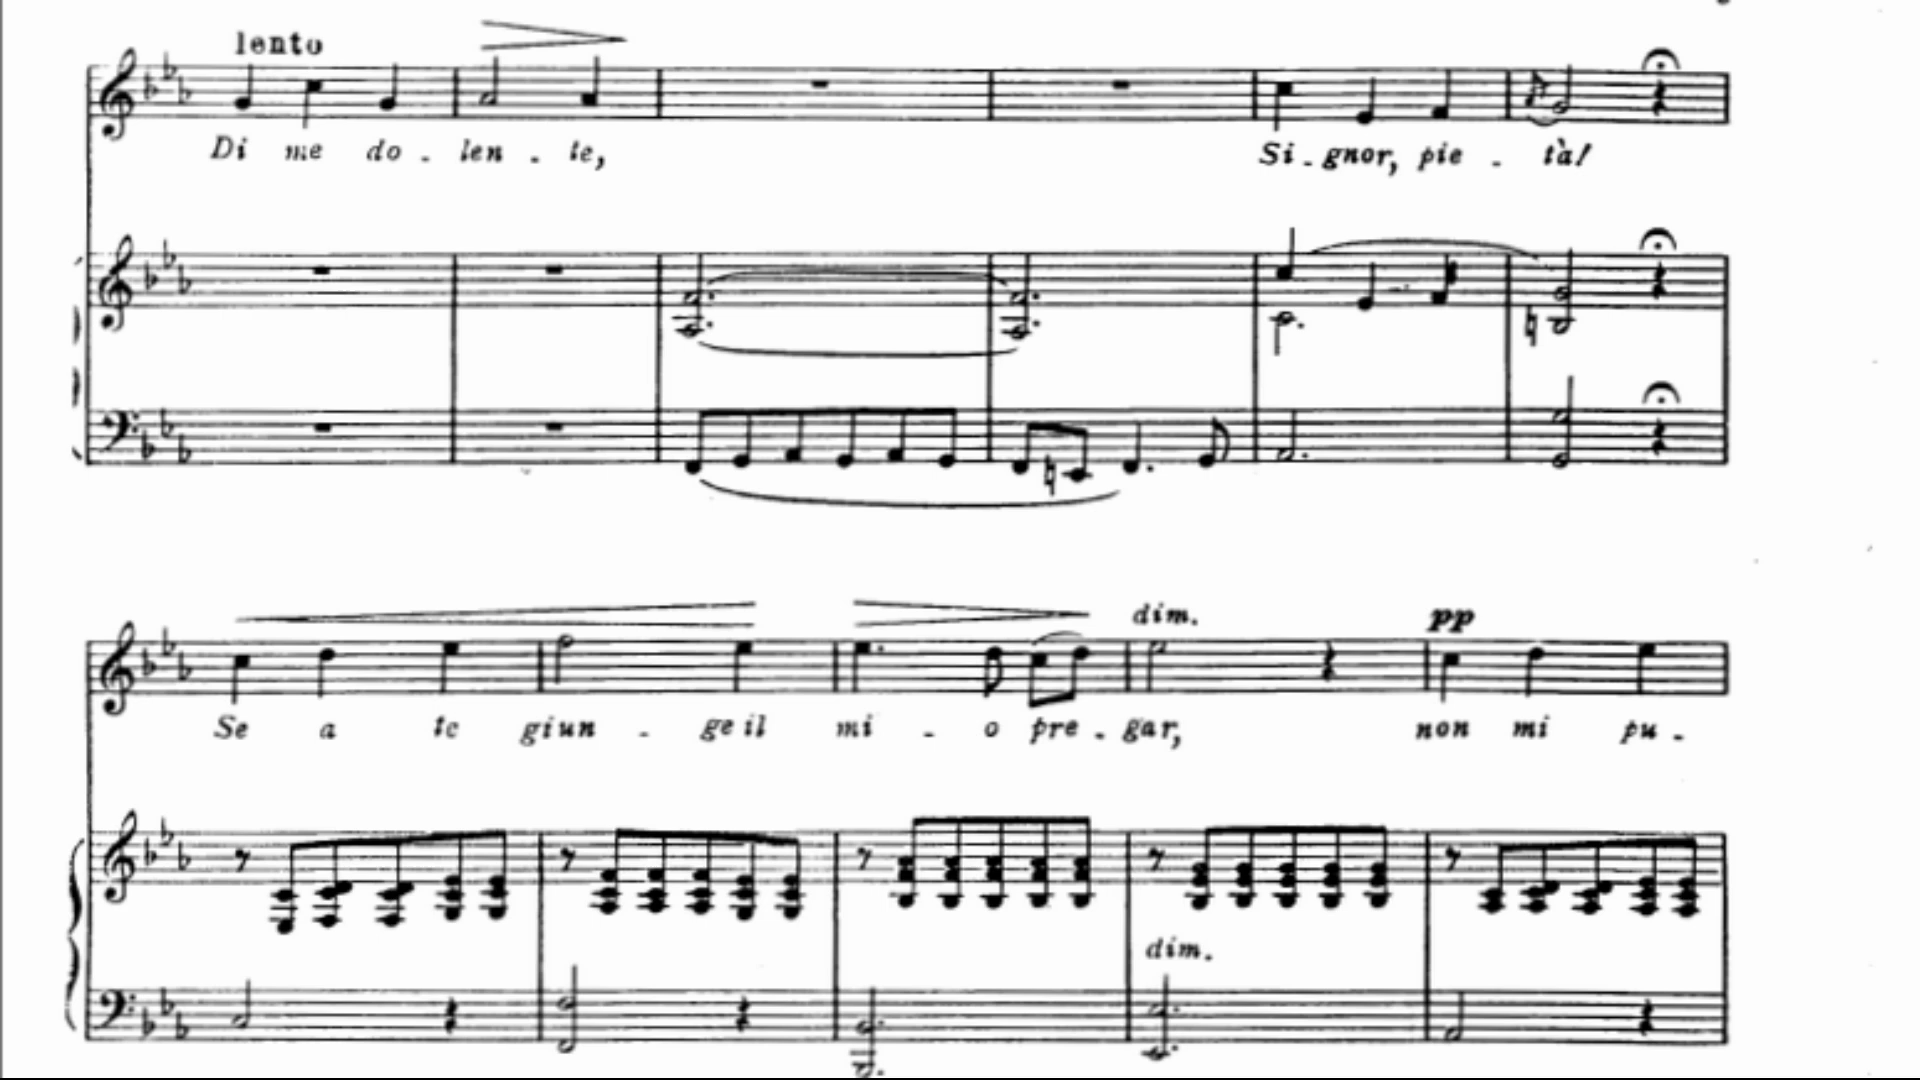 lento
Di me do - len - te, Si - gnor, pie - tà!
dim. pp
Se a te giun - ge il mi - o pre - gar, non mi pu -
dim.